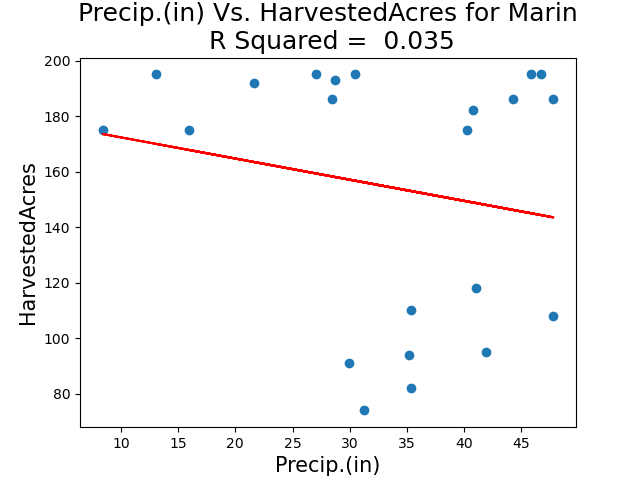 Precip.(in) Vs. HarvestedAcres for Marin
R Squared =  0.035
200
180
160
140
120
100
80
HarvestedAcres
10 15 20 25 30 35 40 45
Precip.(in)